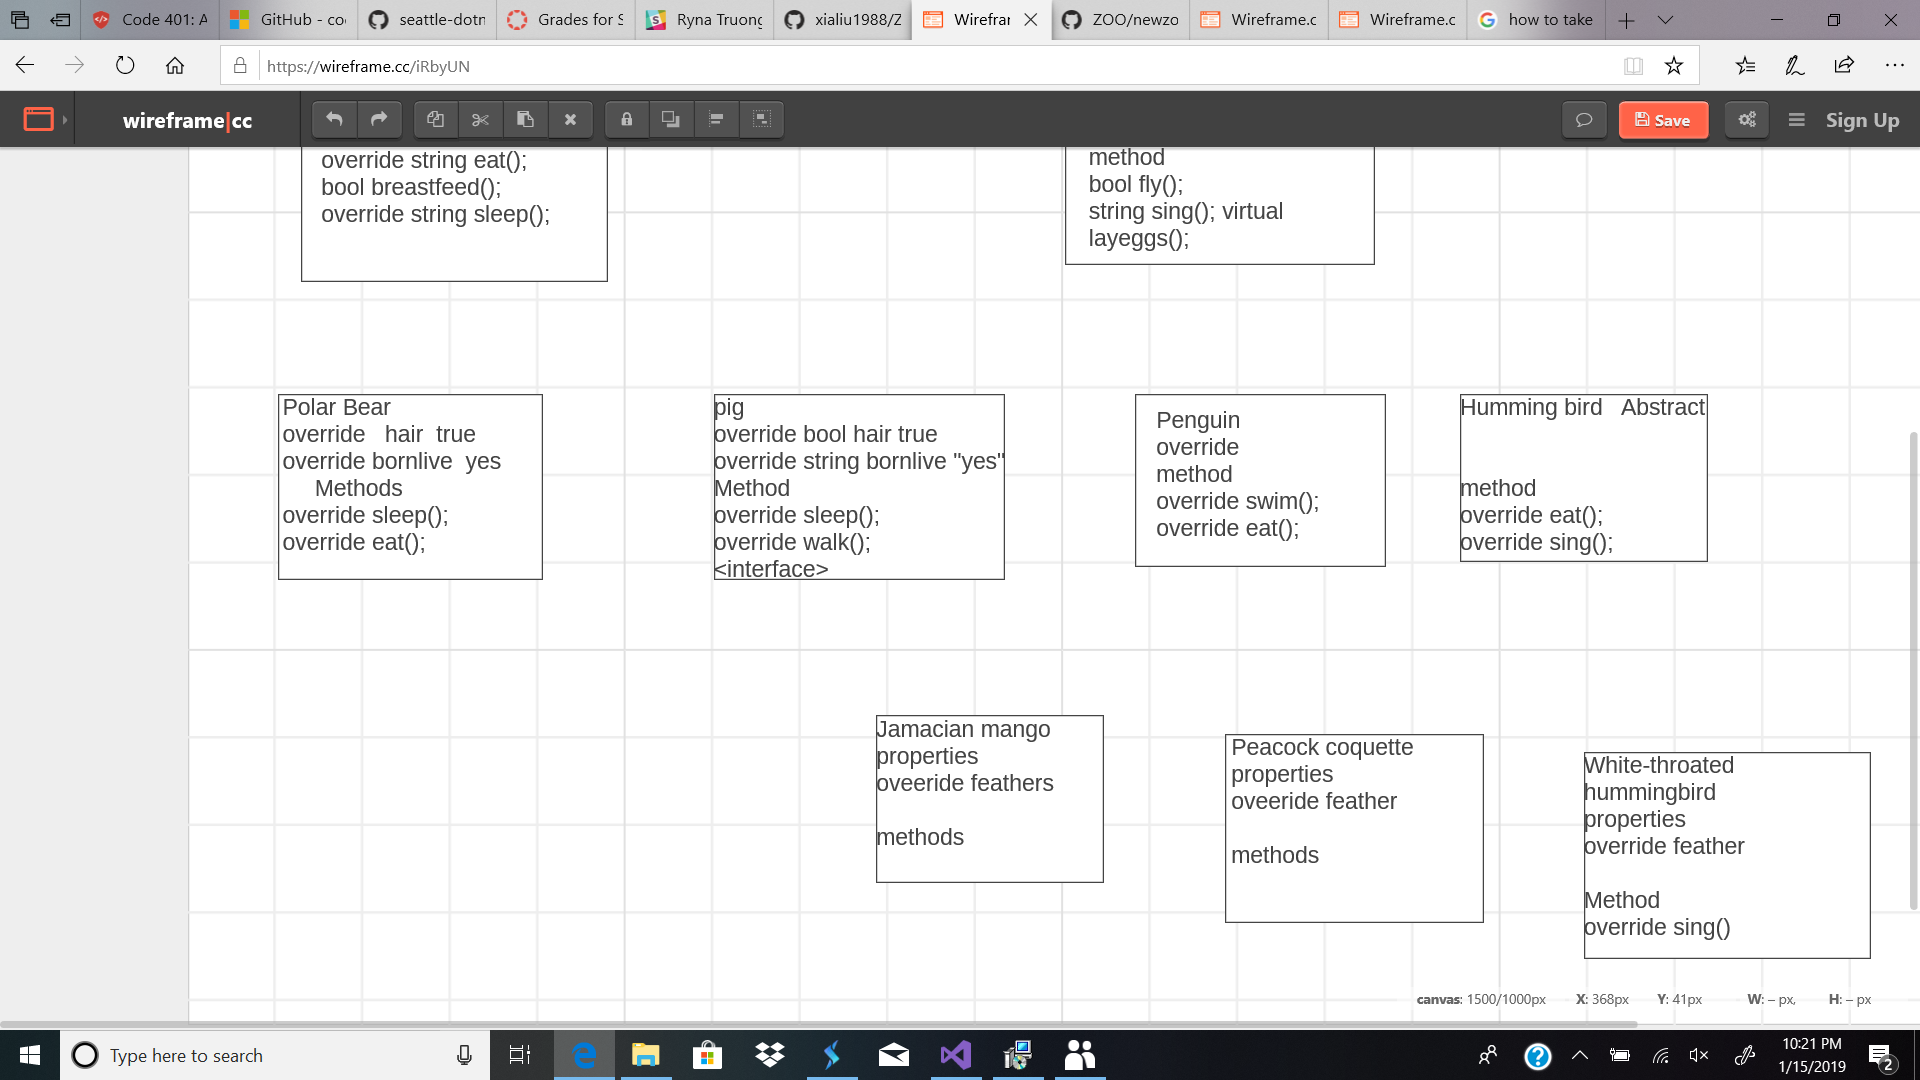 Code 401: A
GitHub - co
seattle-dotn
Grades for S
Ryna Truong
xialiu1988/Z
Wirefrar
ZOO/newzo
Wireframe.c
Wireframe.c
how to take
https://wireframe.cc/iRbyUN
wireframe|cc
Save
Sign Up
override string eat();
bool breastfeed();
override string sleep();
method
bool fly();
string sing(); virtual
layeggs();
Polar Bear
override hair true
override bornlive yes
Methods
override sleep();
override eat();
pig
override bool hair true
override string bornlive "yes"
Method
override sleep();
override walk();
<interface>
Penguin
override
method
override swim();
override eat();
Humming bird Abstract
method
override eat();
override sing();
Jamacian mango
properties
oveeride feathers
methods
Peacock coquette
properties
oveeride feather
methods
White-throated
hummingbird
properties
override feather
Method
override sing()
canvas: 1500/1000px X: 368px Y: 41px W: – px, H: – px
Type here to search
10:21 PM
1/15/2019
2